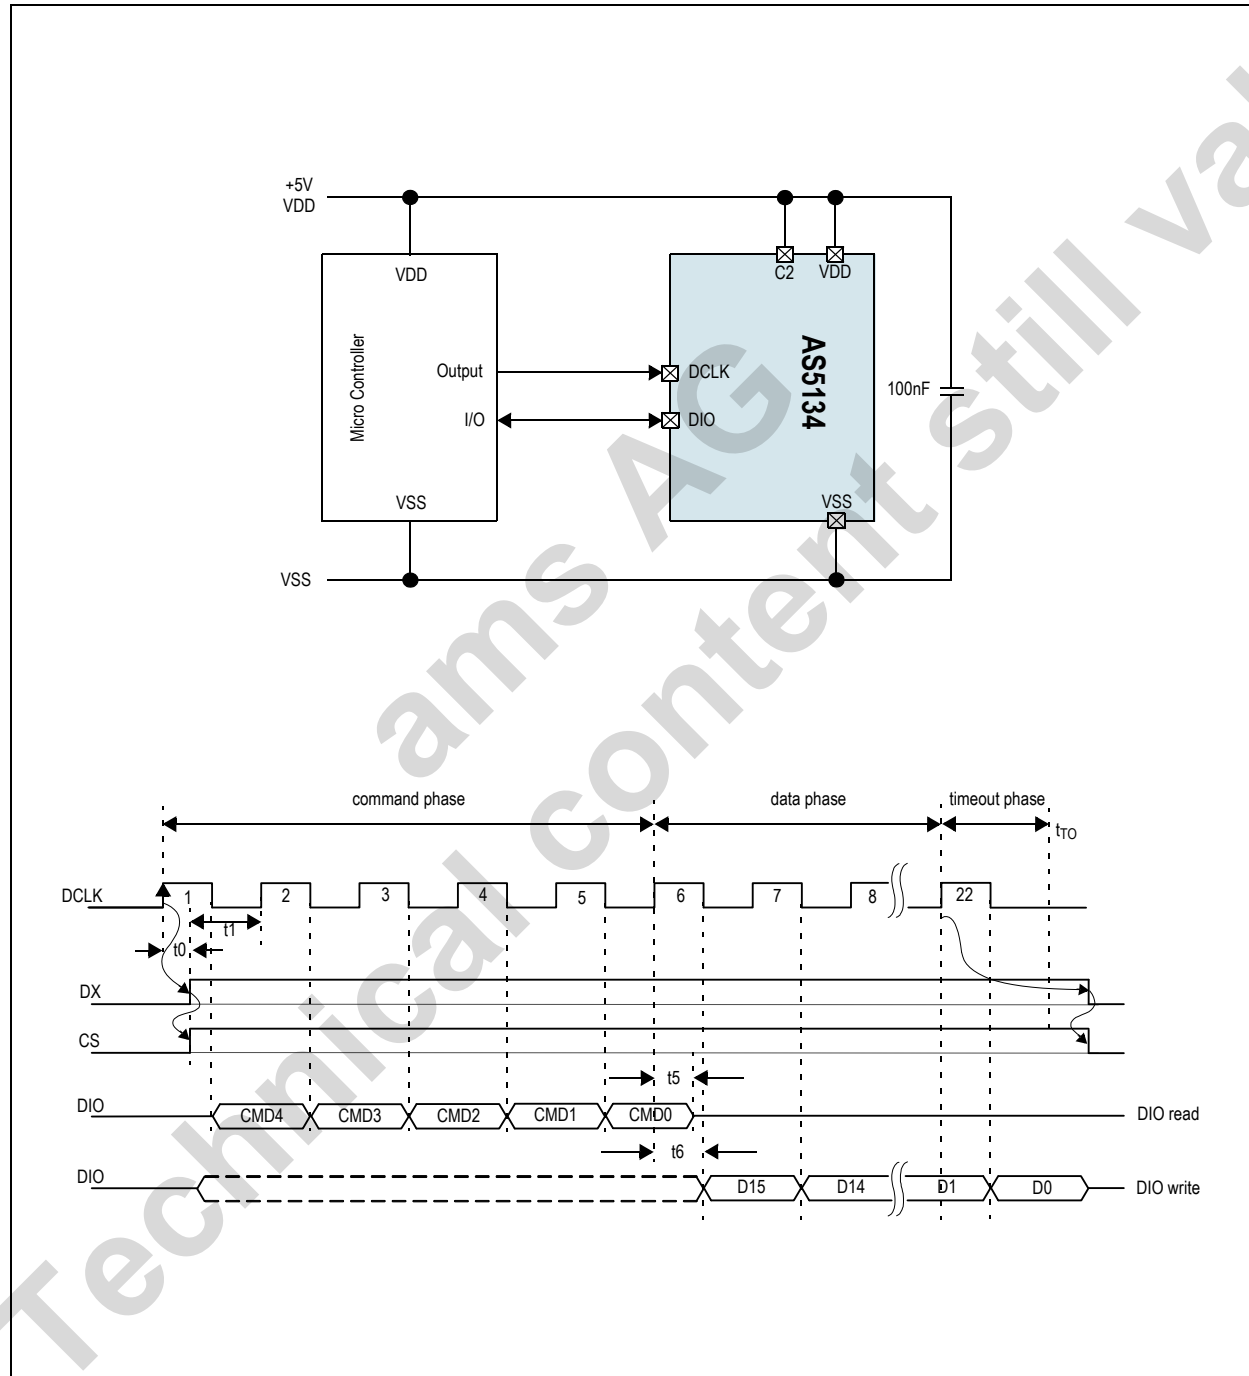 +5V
VDD
VDD
C2 VDD
Micro Controller
Output
I/O
DCLK
DIO
AS5134
100nF
VSS
VSS
VSS
command phase data phase timeout phase
tTO
DCLK 1 2 3 4 5 6 7 8 22
t1
t0
DX
CS
t5
DIO CMD4 CMD3 CMD2 CMD1 CMD0 DIO read
t6
DIO D15 D14 D1 D0 DIO write
ams AG
Technical content still val